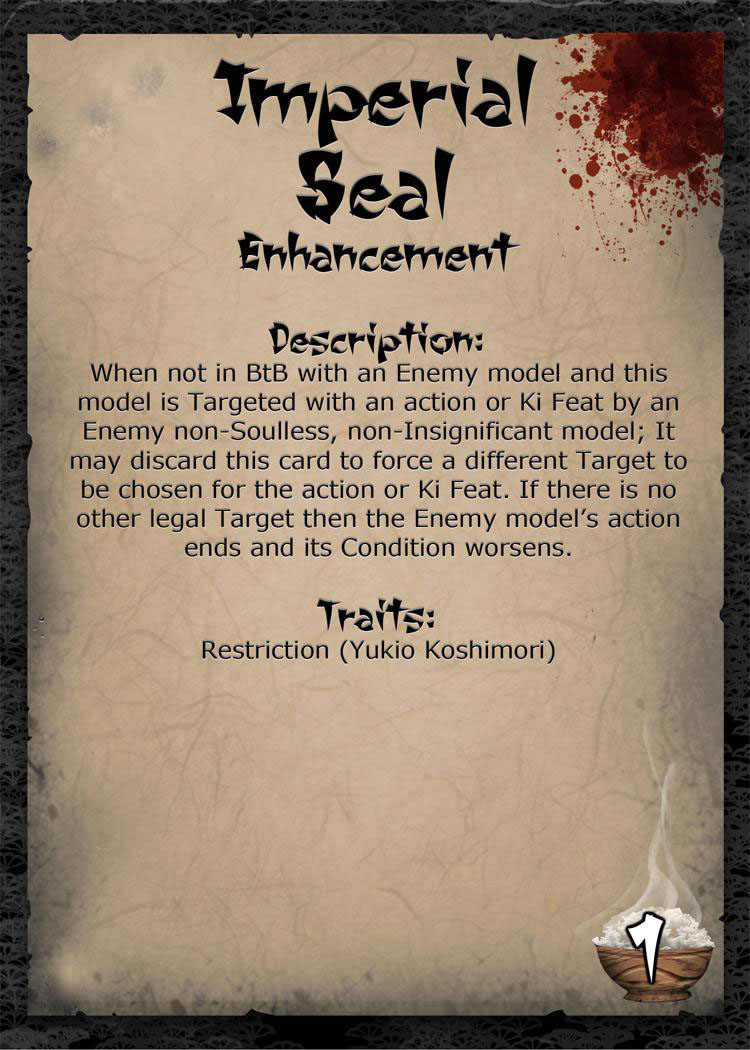 Imperial
Seal
Enhancement
Description:
When not in BtB with an Enemy model and this
model is Targeted with an action or Ki Feat by an
Enemy non-Soulless, non-Insignificant model; It
may discard this card to force a different Target to
be chosen for the action or Ki Feat. If there is no
other legal Target then the Enemy model’s action
ends and its Condition worsens.
Traits:
Restriction (Yukio Koshimori)
1